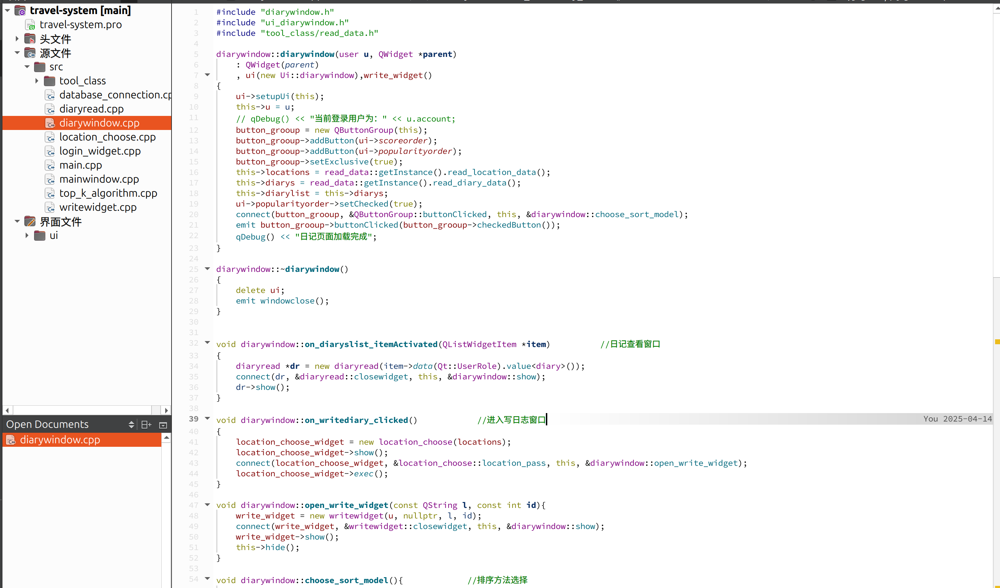 travel-system [main]
travel-system.pro
头文件
源文件
src
tool_class
database_connection.cp
diaryread.cpp
diarywindow.cpp
location_choose.cpp
login_widget.cpp
main.cpp
mainwindow.cpp
top_k_algorithm.cpp
writewidget.cpp
界面文件
ui
Open Documents
diarywindow.cpp
1 #include "diarywindow.h"
2 #include "ui_diarywindow.h"
3 #include "tool_class/read_data.h"
4
5 diarywindow::diarywindow(user u, QWidget *parent)
6     : QWidget(parent)
7     , ui(new Ui::diarywindow),write_widget()
8 {
9     ui->setupUi(this);
10     this->u = u;
11     // qDebug() << "当前登录用户为：" << u.account;
12     button_grooup = new QButtonGroup(this);
13     button_grooup->addButton(ui->scoreorder);
14     button_grooup->addButton(ui->popularityorder);
15     button_grooup->setExclusive(true);
16     this->locations = read_data::getInstance().read_location_data();
17     this->diarys = read_data::getInstance().read_diary_data();
18     this->diarylist = this->diarys;
19     ui->popularityorder->setChecked(true);
20     connect(button_grooup, &QButtonGroup::buttonClicked, this, &diarywindow::choose_sort_model);
21     emit button_grooup->buttonClicked(button_grooup->checkedButton());
22     qDebug() << "日记页面加载完成";
23 }
24
25 diarywindow::~diarywindow()
26 {
27     delete ui;
28     emit windowclose();
29 }
30
31
32 void diarywindow::on_diaryslist_itemActivated(QListWidgetItem *item)          //日记查看窗口
33 {
34     diaryread *dr = new diaryread(item->data(Qt::UserRole).value<diary>());
35     connect(dr, &diaryread::closewidget, this, &diarywindow::show);
36     dr->show();
37 }
38
39 void diarywindow::on_writediary_clicked()            //进入写日志窗口 You 2025-04-14
40 {
41     location_choose_widget = new location_choose(locations);
42     location_choose_widget->show();
43     connect(location_choose_widget, &location_choose::location_pass, this, &diarywindow::open_write_widget);
44     location_choose_widget->exec();
45 }
46
47 void diarywindow::open_write_widget(const QString l, const int id){
48     write_widget = new writewidget(u, nullptr, l, id);
49     connect(write_widget, &writewidget::closewidget, this, &diarywindow::show);
50     write_widget->show();
51     this->hide();
52 }
53
54 void diarywindow::choose_sort_model(){             //排序方法选择